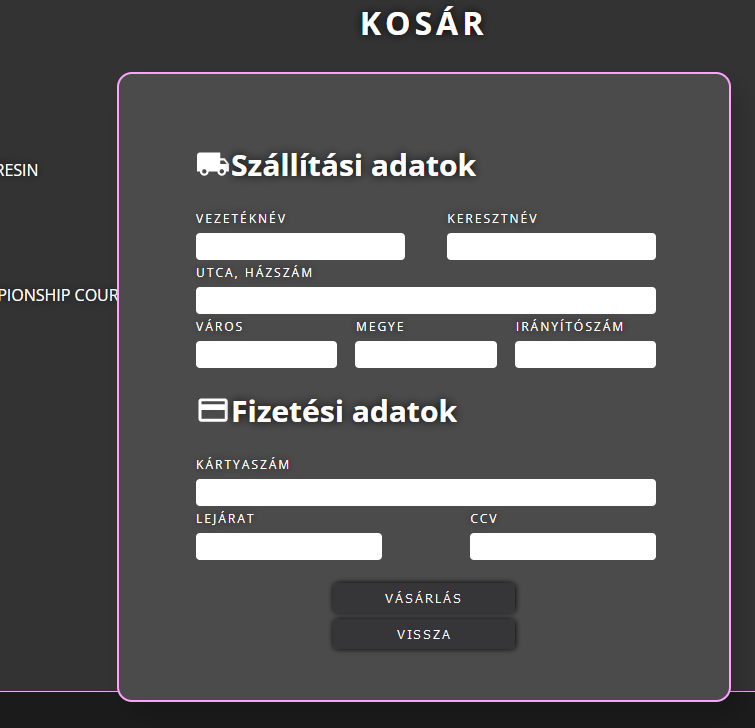 KOSÁR
RESIN
PIONSHIP COUR
Szállítási adatok
VEZETÉKNÉV KERESZTNÉV
UTCA, HÁZSZÁM
VÁROS MEGYE IRÁNYÍTÓSZÁM
Fizetési adatok
KÁRTYASZÁM
LEJÁRAT CCV
VÁSÁRLÁS
VISSZA